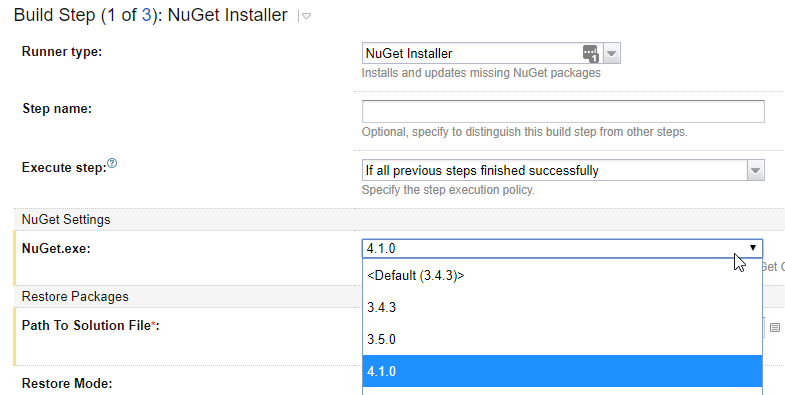 Build Step (1 of 3): NuGet Installer
Runner type:
NuGet Installer
1
Installs and updates missing NuGet packages
Step name:
Optional, specify to distinguish this build step from other steps.
Execute step:?
If all previous steps finished successfully
Specify the step execution policy.
NuGet Settings
NuGet.exe:
4.1.0
<Default (3.4.3)>
3.4.3
3.5.0
4.1.0
Restore Packages
Path To Solution File*:
Restore Mode: